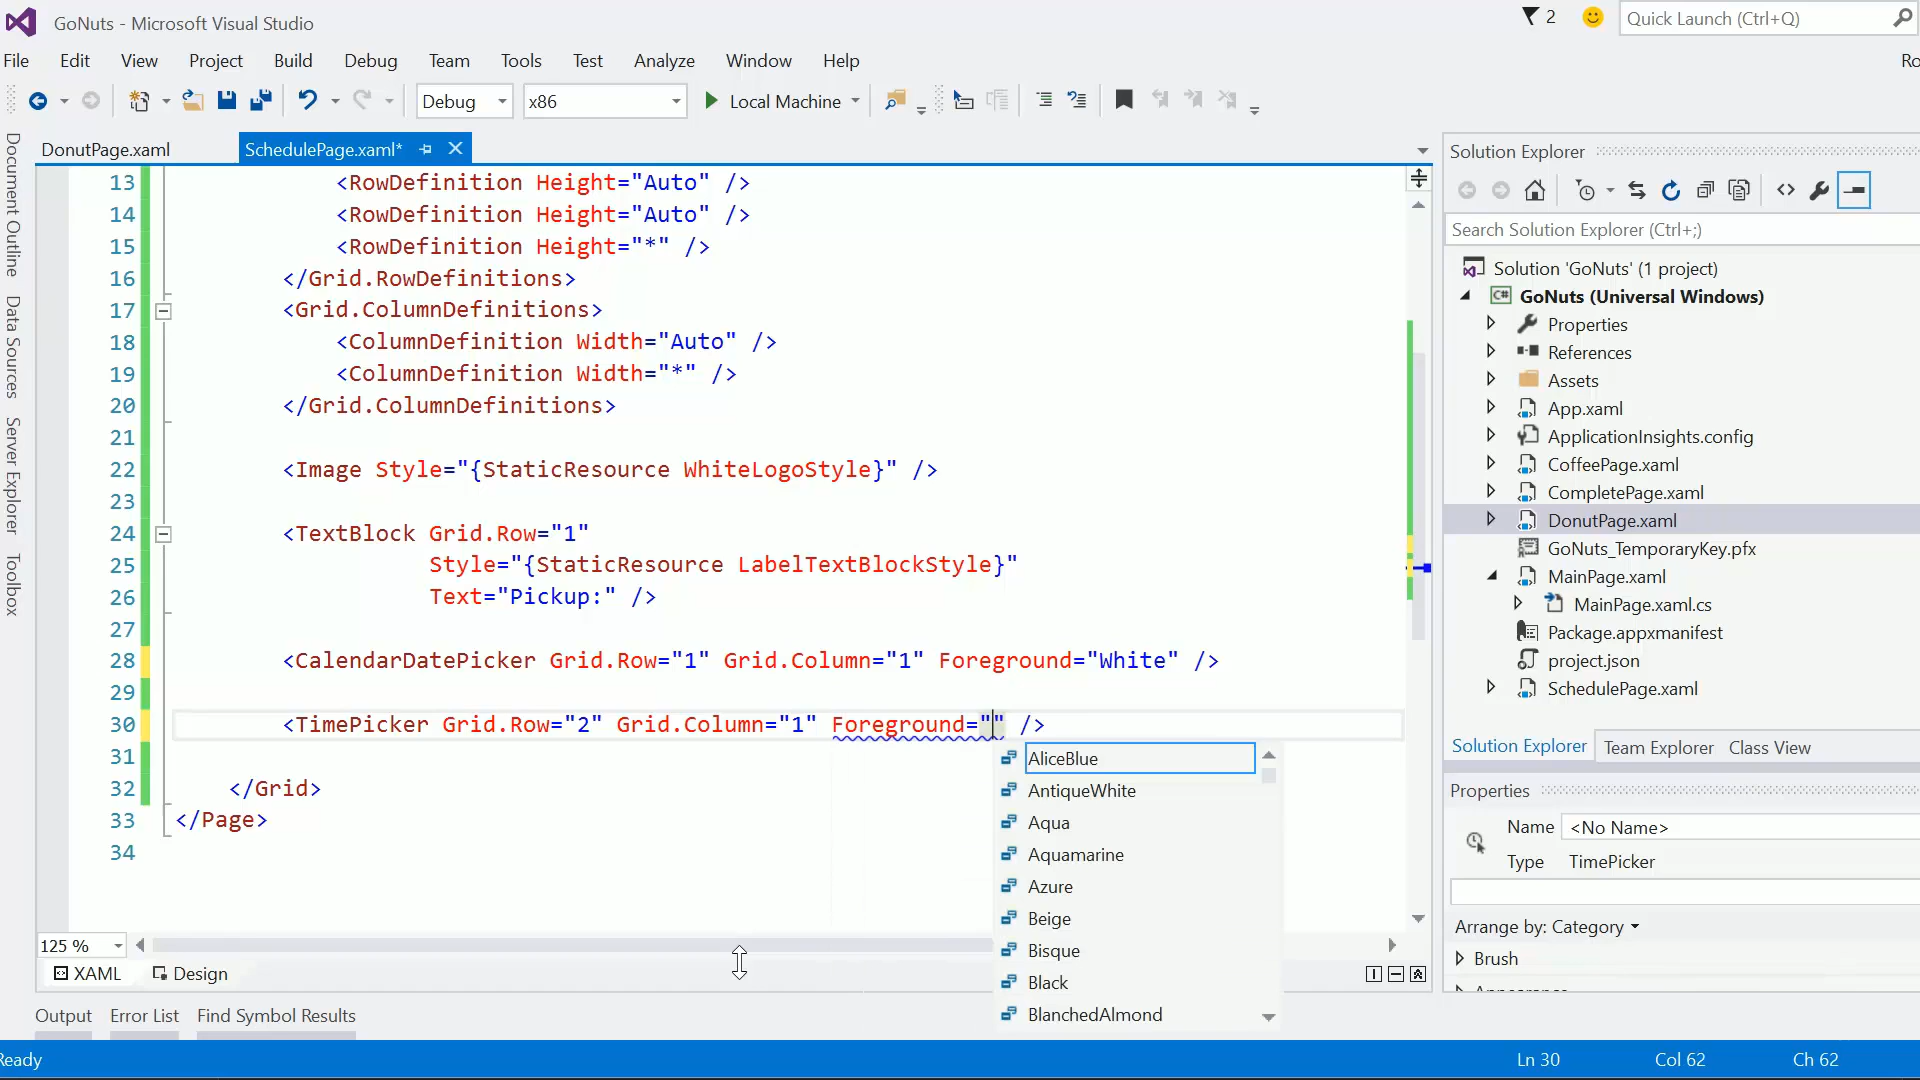 GoNuts - Microsoft Visual Studio
2
Quick Launch (Ctrl+Q)
File Edit View Project Build Debug Team Tools Test Analyze Window Help
Ro
Debug x86 Local Machine
DonutPage.xaml SchedulePage.xaml*
Document Outline
Data Sources
Server Explorer
Toolbox
13 <RowDefinition Height="Auto" />
14 <RowDefinition Height="Auto" />
15 <RowDefinition Height="*" />
16 </Grid.RowDefinitions>
17 <Grid.ColumnDefinitions>
18 <ColumnDefinition Width="Auto" />
19 <ColumnDefinition Width="*" />
20 </Grid.ColumnDefinitions>
21
22 <Image Style="{StaticResource WhiteLogoStyle}" />
23
24 <TextBlock Grid.Row="1"
25 Style="{StaticResource LabelTextBlockStyle}"
26 Text="Pickup:" />
27
28 <CalendarDatePicker Grid.Row="1" Grid.Column="1" Foreground="White" />
29
30 <TimePicker Grid.Row="2" Grid.Column="1" Foreground="" />
31
32 </Grid>
33 </Page>
34
AliceBlue
AntiqueWhite
Aqua
Aquamarine
Azure
Beige
Bisque
Black
BlanchedAlmond
125 %
XAML Design
Output Error List Find Symbol Results
Ready
Ln 30 Col 62 Ch 62
Solution Explorer
Search Solution Explorer (Ctrl+;)
Solution 'GoNuts' (1 project)
C# GoNuts (Universal Windows)
Properties
References
Assets
App.xaml
ApplicationInsights.config
CoffeePage.xaml
CompletePage.xaml
DonutPage.xaml
GoNuts_TemporaryKey.pfx
MainPage.xaml
MainPage.xaml.cs
Package.appxmanifest
project.json
SchedulePage.xaml
Solution Explorer Team Explorer Class View
Properties
Name <No Name>
Type TimePicker
Arrange by: Category
Brush